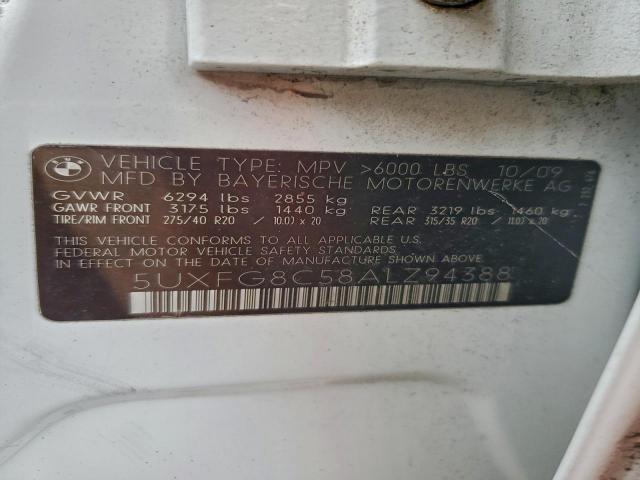 BMW VEHICLE TYPE: MPV >6000 LBS 10/09
MFD BY BAYERISCHE MOTORENWERKE AG
GVWR 6294 lbs 2855 kg
GAWR FRONT 3175 lbs 1440 kg REAR 3219 lbs 1460 kg
TIRE/RIM FRONT 275/40 R20 / 10.0J x 20 REAR 315/35 R20 / 11.0J x 20
THIS VEHICLE CONFORMS TO ALL APPLICABLE U.S.
FEDERAL MOTOR VEHICLE SAFETY STANDARDS
IN EFFECT ON DATE OF MANUFACTURE
5UXFG8C58ALZ94388